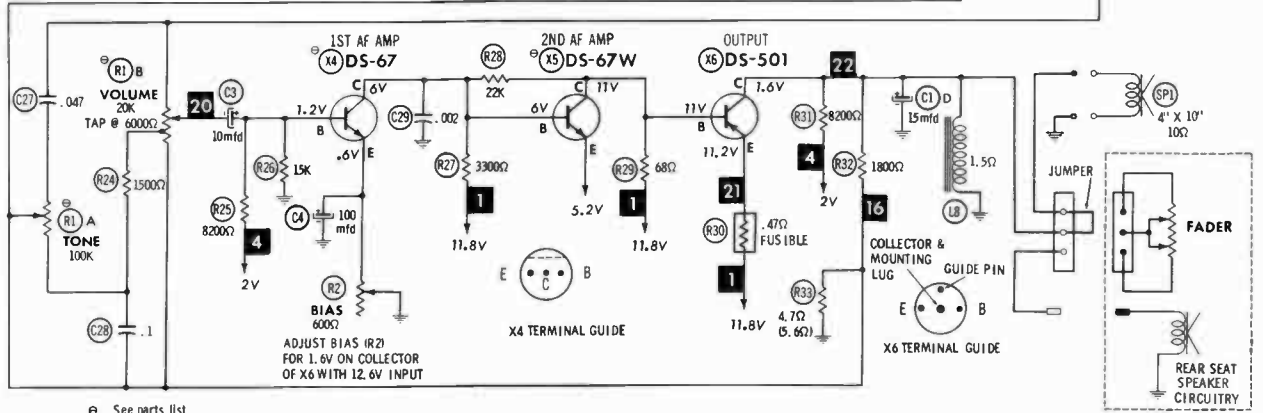 1ST AF AMP
⊖ X4 DS-67
2ND AF AMP
⊖ X5 DS-67W
OUTPUT
X6 DS-501
R28
22K
22
C 6V
C 11V
C 1.6V
⊖ R1 B
VOLUME
20K
TAP @ 6000Ω
C27 .047
20
C3
10mfd
1.2V
B
.6V
E
C29 .002
6V
B
E
11V
B
11.2V
E
R31
8200Ω
C1 D
15mfd
SP1
4" X 10"
10Ω
R24 1500Ω
R26
15K
R27 3300Ω
R29 68Ω
R32
1800Ω
1.5Ω
L8
JUMPER
FADER
R25
8200Ω
4
2V
C4
100
mfd
1
11.8V
5.2V
1
11.8V
21
4
2V
16
⊖ R1 A
TONE
100K
R30
.47Ω
FUSIBLE
1
11.8V
COLLECTOR &
MOUNTING
LUG
GUIDE PIN
E C B
X4 TERMINAL GUIDE
E B
X6 TERMINAL GUIDE
R2
BIAS
600Ω
R33
4.7Ω
(5.6Ω)
C28 .1
ADJUST BIAS (R2)
FOR 1.6V ON COLLECTOR
OF X6 WITH 12.6V INPUT
REAR SEAT
SPEAKER
CIRCUITRY
⊖ See parts list